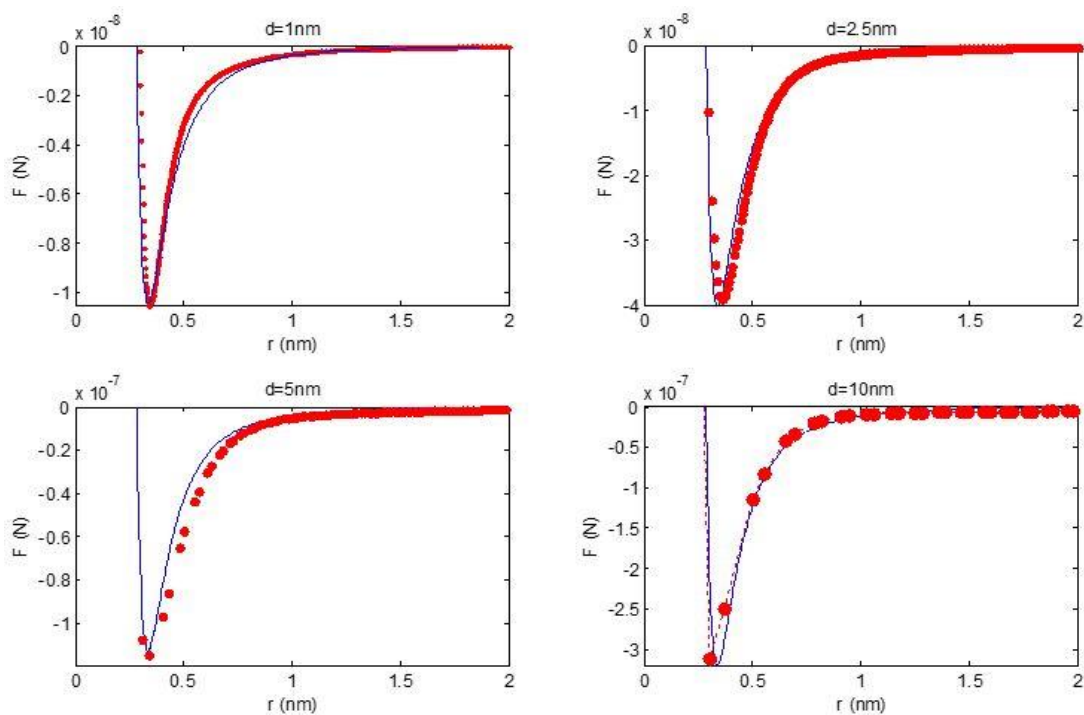 x 10^-8
d=1nm
0
-0.2
-0.4
-0.6
-0.8
-1
F (N)
0 0.5 1 1.5 2
r (nm)
x 10^-8
d=2.5nm
0
-1
-2
-3
-4
F (N)
0 0.5 1 1.5 2
r (nm)
x 10^-7
d=5nm
0
-0.2
-0.4
-0.6
-0.8
-1
F (N)
0 0.5 1 1.5 2
r (nm)
x 10^-7
d=10nm
0
-0.5
-1
-1.5
-2
-2.5
-3
F (N)
0 0.5 1 1.5 2
r (nm)